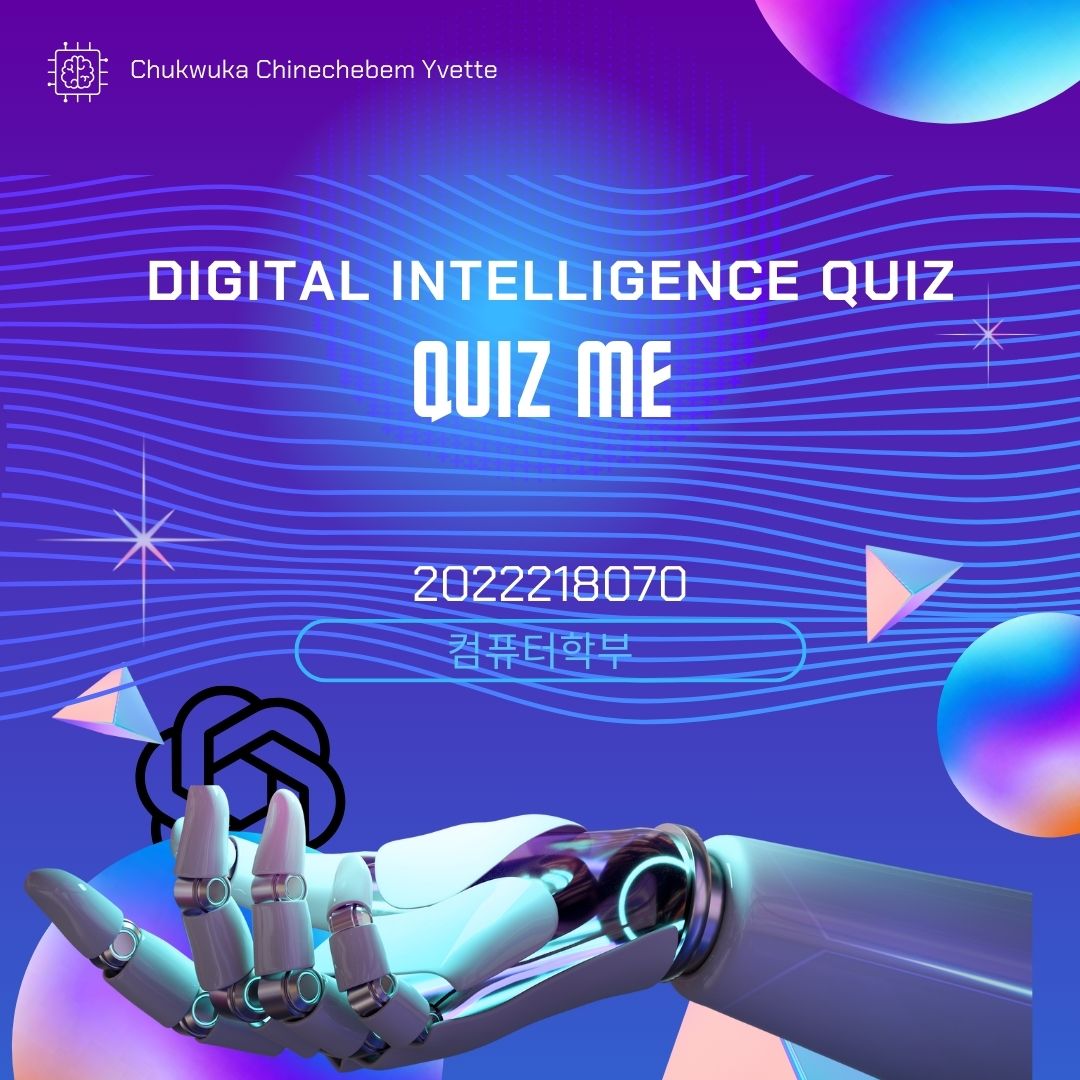 Chukwuka Chinechebem Yvette
DIGITAL INTELLIGENCE QUIZ
QUIZ ME
2022218070
컴퓨터학부